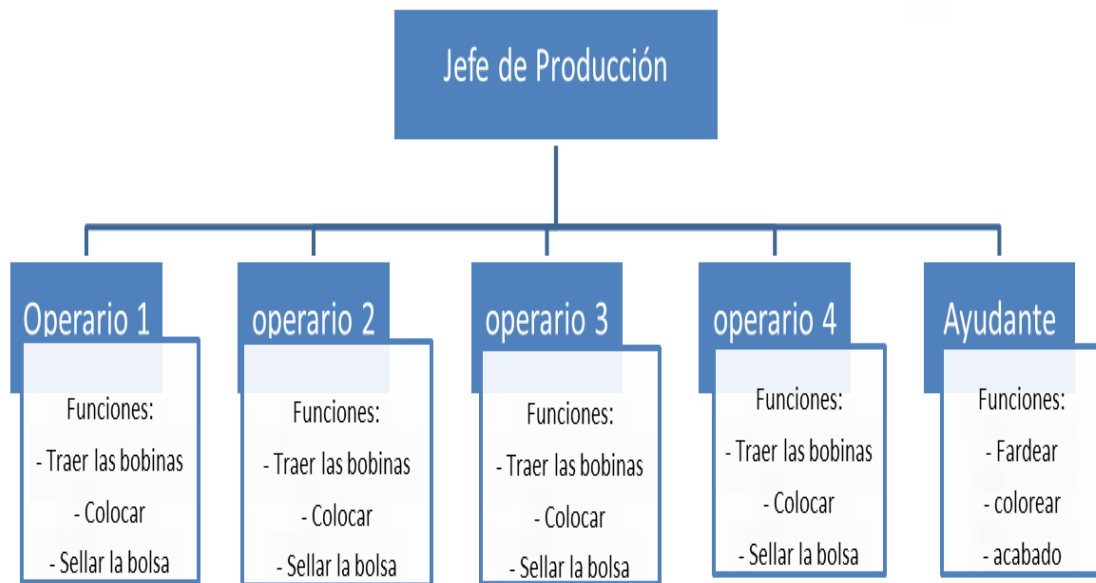 Jefe de Producción
Operario 1
Funciones:
- Traer las bobinas
- Colocar
- Sellar la bolsa
operario 2
Funciones:
- Traer las bobinas
- Colocar
- Sellar la bolsa
operario 3
Funciones:
- Traer las bobinas
- Colocar
- Sellar la bolsa
operario 4
Funciones:
- Traer las bobinas
- Colocar
- Sellar la bolsa
Ayudante
Funciones:
- Fardear
- colorear
- acabado